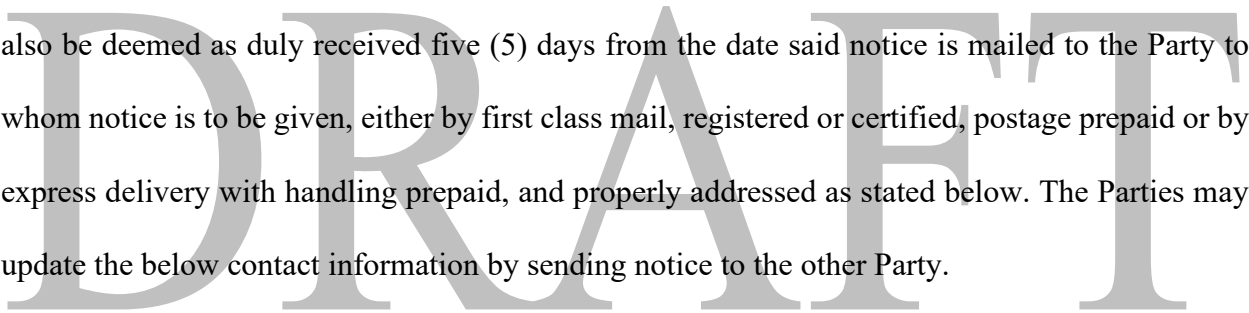 also be deemed as duly received five (5) days from the date said notice is mailed to the Party to
whom notice is to be given, either by first class mail, registered or certified, postage prepaid or by
express delivery with handling prepaid, and properly addressed as stated below. The Parties may
update the below contact information by sending notice to the other Party.
DRAFT